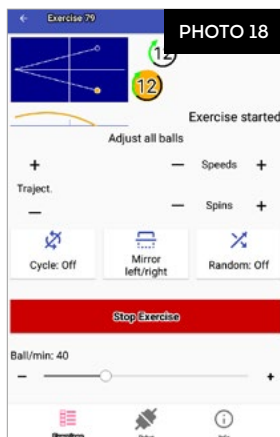 ← Exercise 79
PHOTO 18
12
12
Exercise started
Adjust all balls
+ — Speeds +
Traject.
— — Spins +
Cycle: Off
Mirror
left/right
Random: Off
Stop Exercise
Ball/min: 40
— +